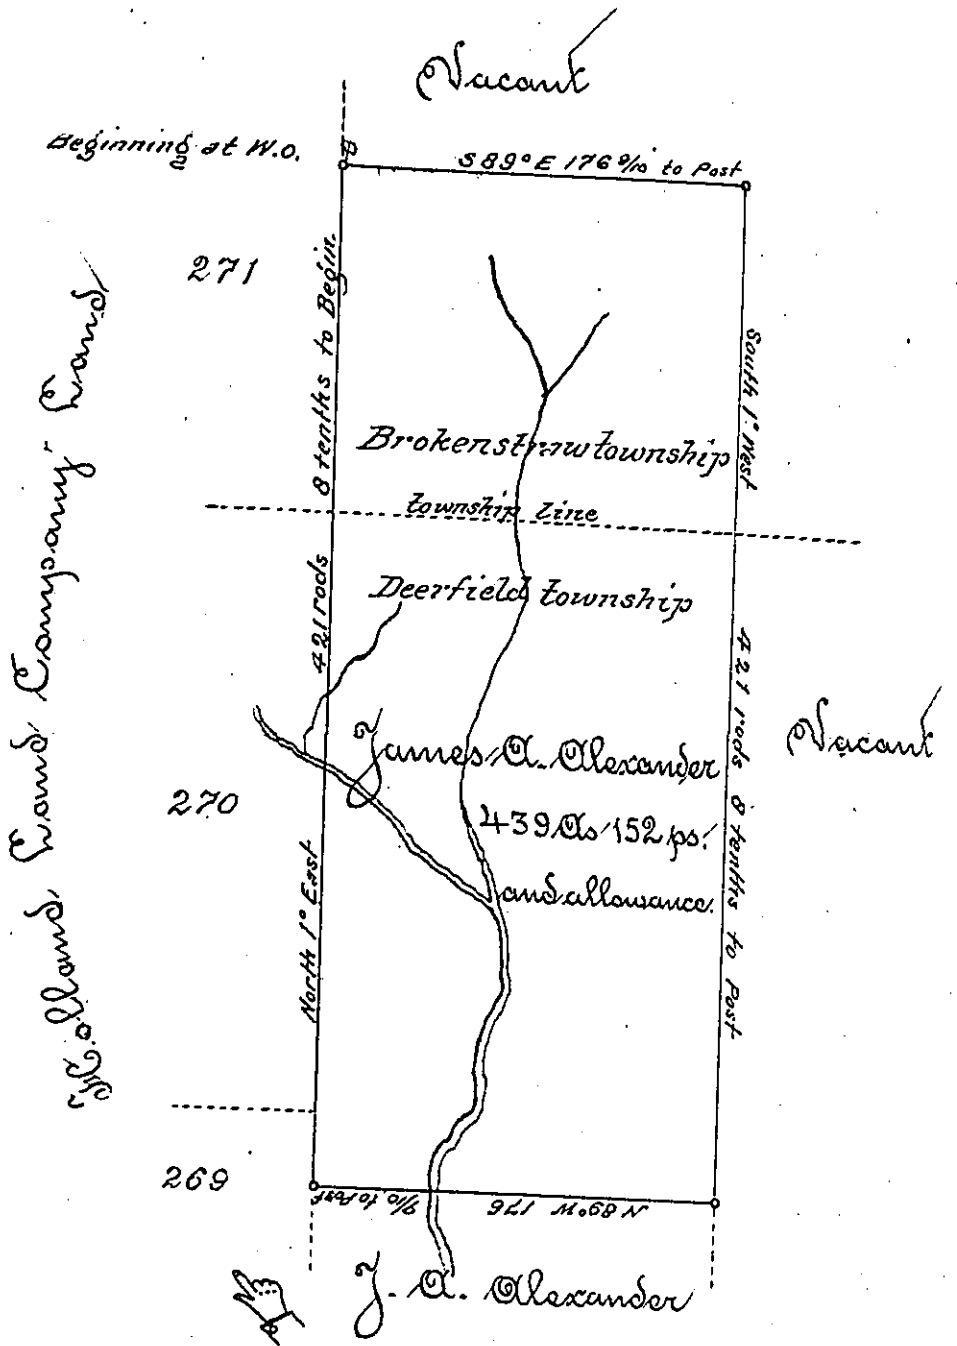 Vacant
Beginning at W.O.
S 89° E 176 9/10 to Post
271
8 tenths to Begin.
421 rods
North 1° East
"Holland Land Company" Land
South 1° West
421 rods 8 tenths to Post
Brokenstraw township
township line
Deerfield township
James A. Alexander
439 As 152 ps.
and allowance.
Vacant
270
269
N 89° W 176 9/10 to Post
J. A. Alexander